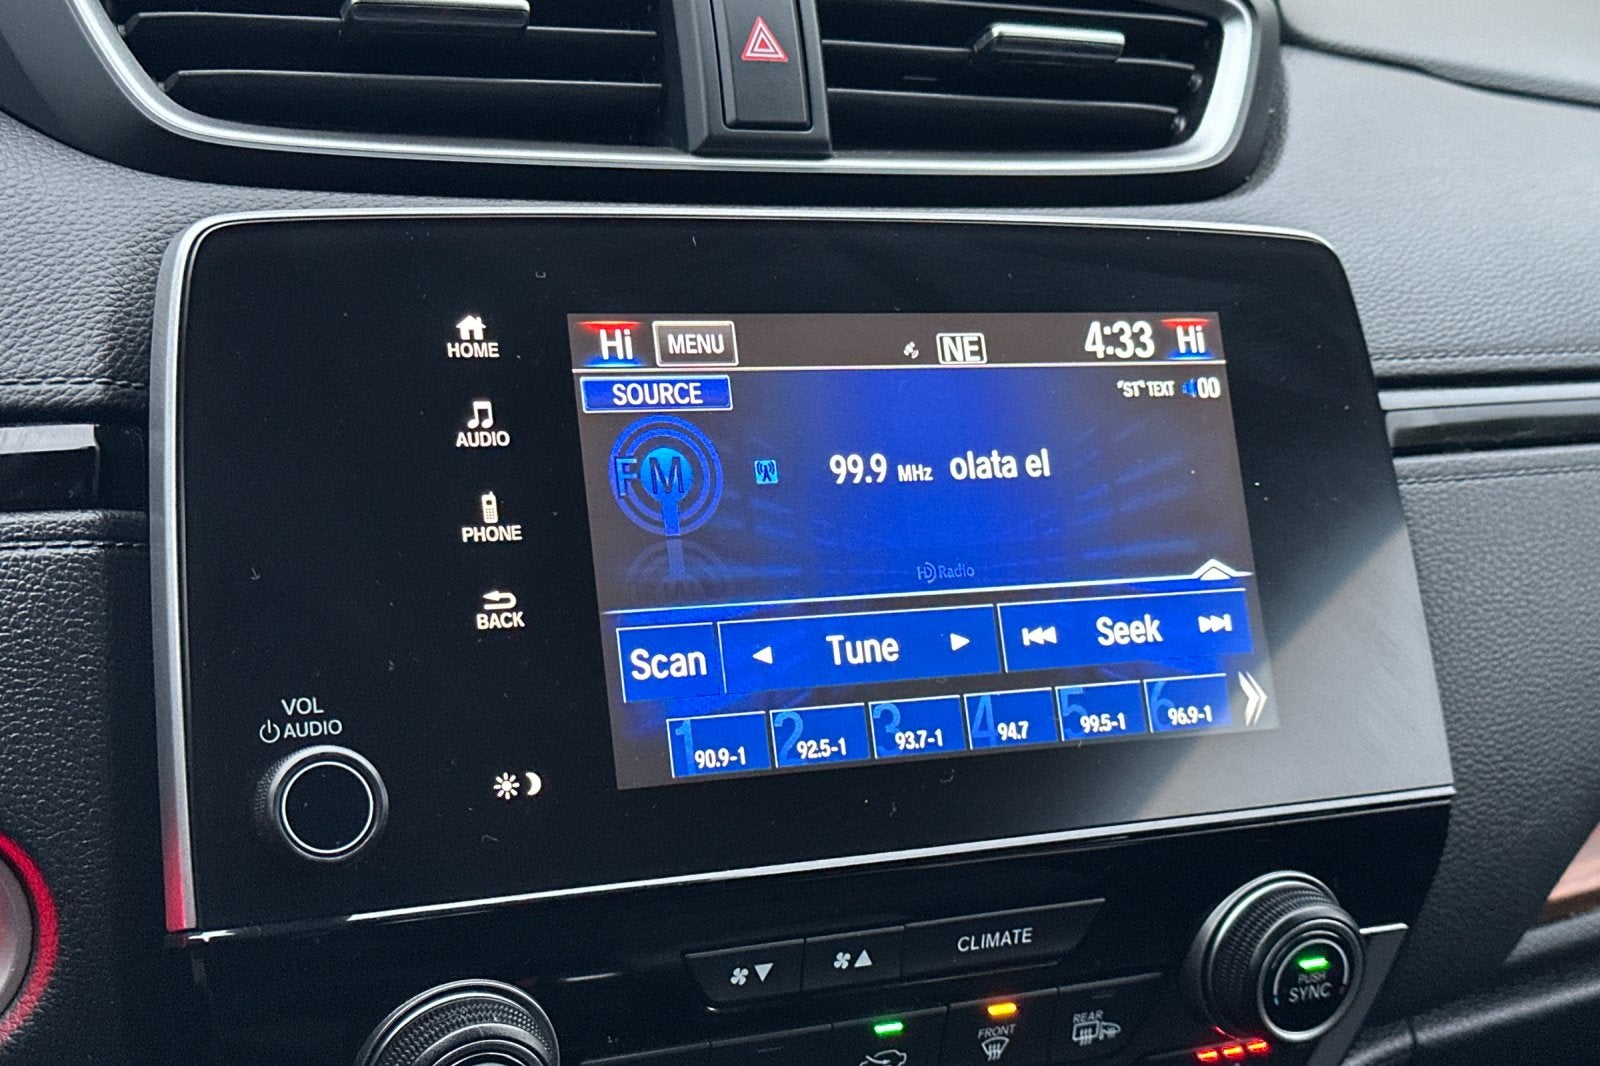 HOME
AUDIO
PHONE
BACK
VOL
AUDIO
Hi MENU NE 4:33 Hi
SOURCE "ST" TEXT 00
FM 99.9 MHz olata el
HD Radio
Scan Tune Seek
1 90.9-1 2 92.5-1 3 93.7-1 4 94.7 5 99.5-1 6 96.9-1
CLIMATE
PUSH
SYNC
FRONT
REAR